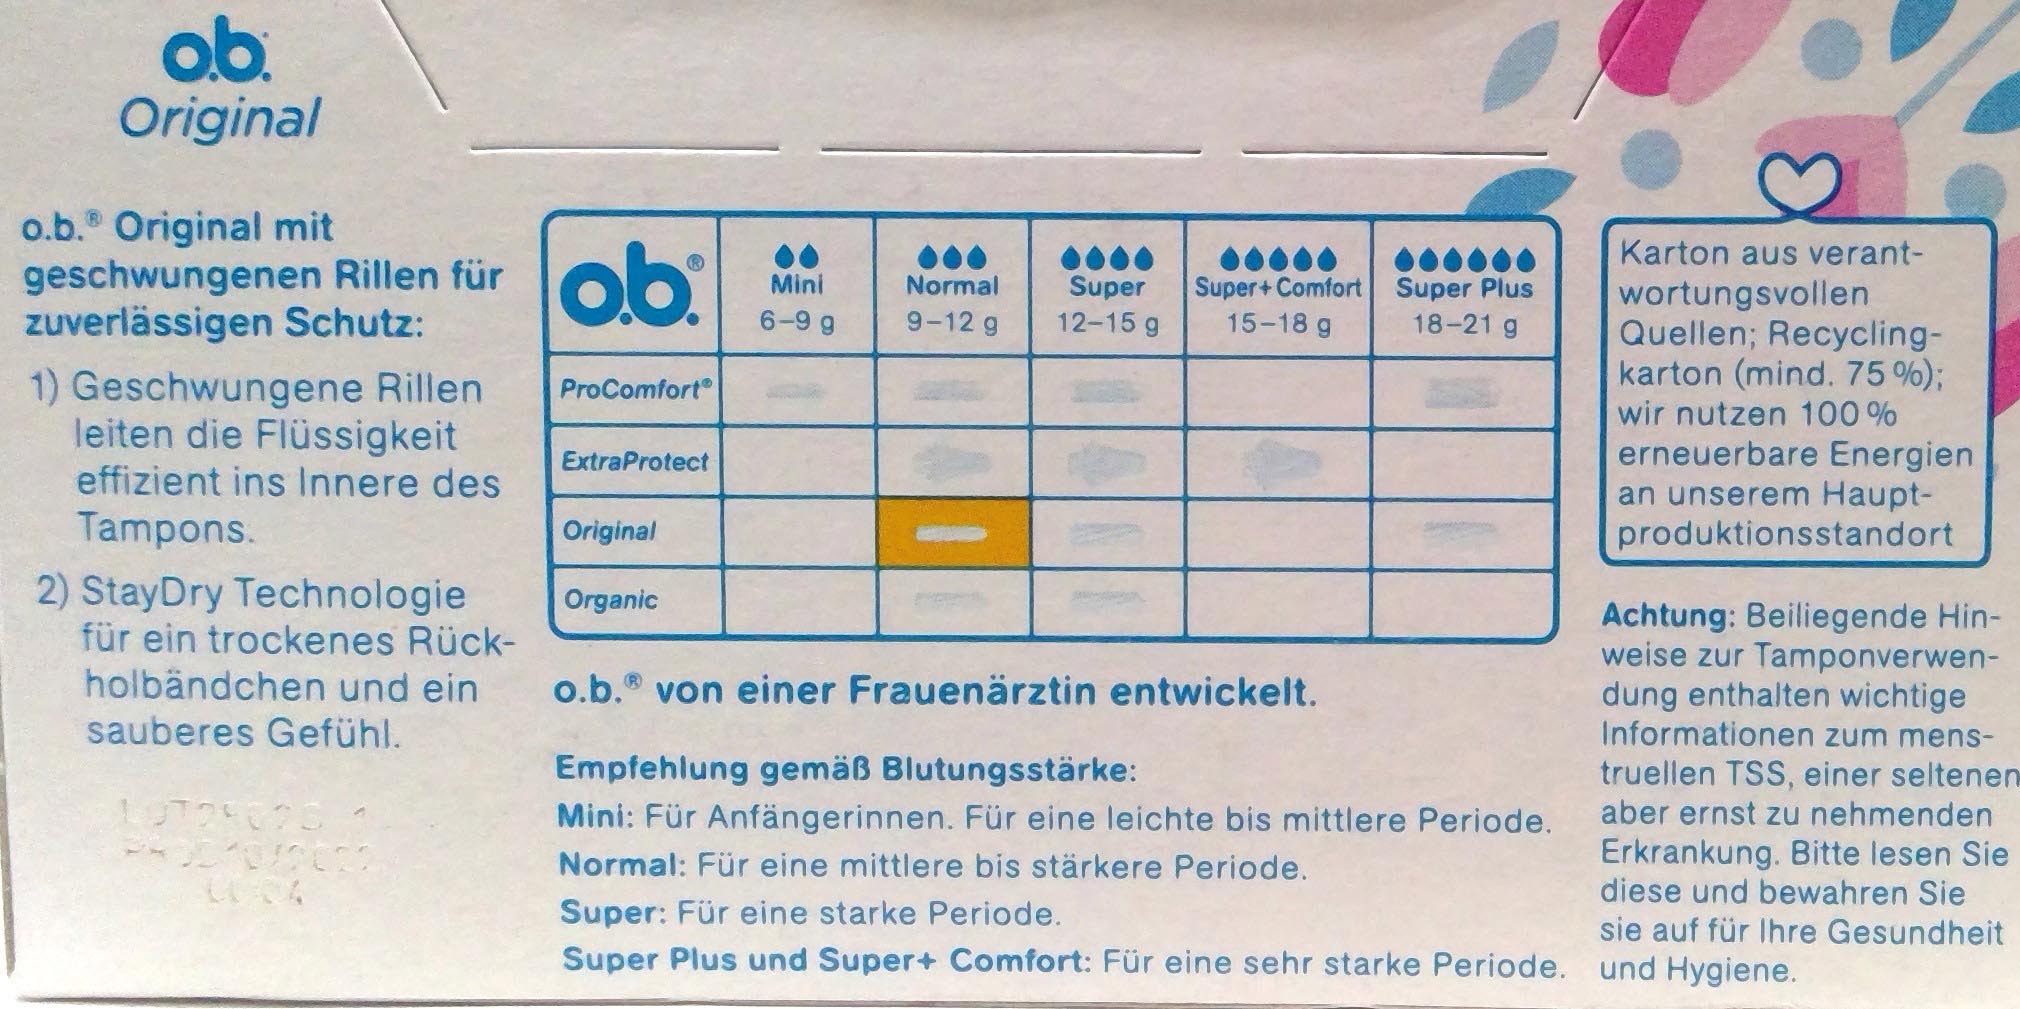 o.b.
Original
o.b.® Original mit
geschwungenen Rillen für
zuverlässigen Schutz:
1) Geschwungene Rillen
leiten die Flüssigkeit
effizient ins Innere des
Tampons.
2) StayDry Technologie
für ein trockenes Rück-
holbändchen und ein
sauberes Gefühl.
o.b.®
Mini
6-9 g
Normal
9-12 g
Super
12-15 g
Super+ Comfort
15-18 g
Super Plus
18-21 g
ProComfort®
ExtraProtect
Original
Organic
o.b.® von einer Frauenärztin entwickelt.
Empfehlung gemäß Blutungsstärke:
Mini: Für Anfängerinnen. Für eine leichte bis mittlere Periode.
Normal: Für eine mittlere bis stärkere Periode.
Super: Für eine starke Periode.
Super Plus und Super+ Comfort: Für eine sehr starke Periode.
Karton aus verant-
wortungsvollen
Quellen; Recycling-
karton (mind. 75 %);
wir nutzen 100 %
erneuerbare Energien
an unserem Haupt-
produktionsstandort
Achtung: Beiliegende Hin-
weise zur Tamponverwen-
dung enthalten wichtige
Informationen zum mens-
truellen TSS, einer seltenen
aber ernst zu nehmenden
Erkrankung. Bitte lesen Sie
diese und bewahren Sie
sie auf für Ihre Gesundheit
und Hygiene.